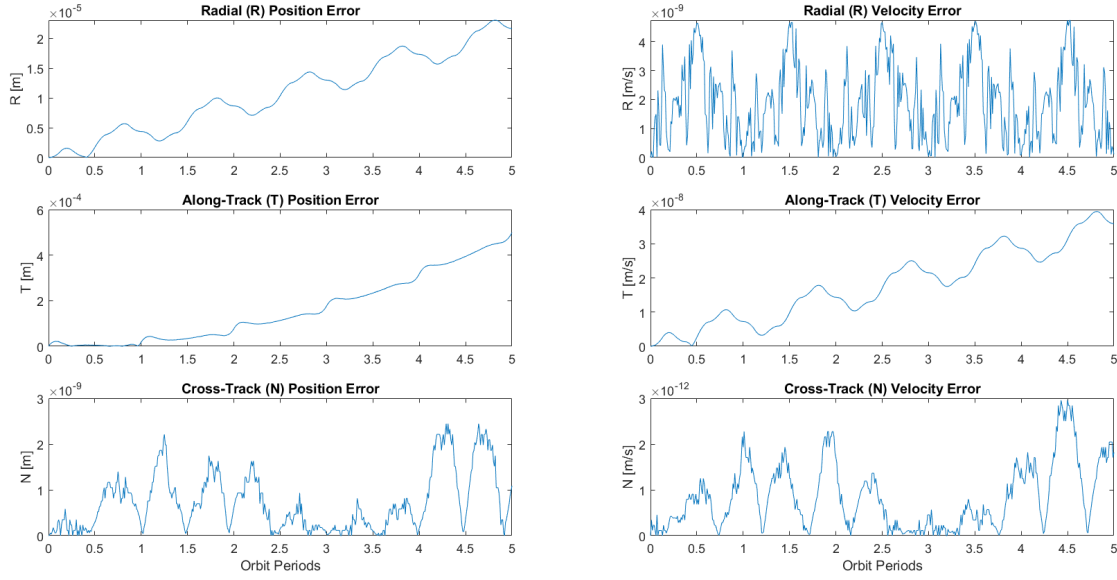 Radial (R) Position Error
×10^-5
R [m]
2
1.5
1
0.5
0
0 0.5 1 1.5 2 2.5 3 3.5 4 4.5 5
Radial (R) Velocity Error
×10^-9
R [m/s]
4
3
2
1
0
0 0.5 1 1.5 2 2.5 3 3.5 4 4.5 5
Along-Track (T) Position Error
×10^-4
T [m]
6
4
2
0
0 0.5 1 1.5 2 2.5 3 3.5 4 4.5 5
Along-Track (T) Velocity Error
×10^-8
T [m/s]
4
3
2
1
0
0 0.5 1 1.5 2 2.5 3 3.5 4 4.5 5
Cross-Track (N) Position Error
×10^-9
N [m]
3
2
1
0
0 0.5 1 1.5 2 2.5 3 3.5 4 4.5 5
Orbit Periods
Cross-Track (N) Velocity Error
×10^-12
N [m/s]
3
2
1
0
0 0.5 1 1.5 2 2.5 3 3.5 4 4.5 5
Orbit Periods